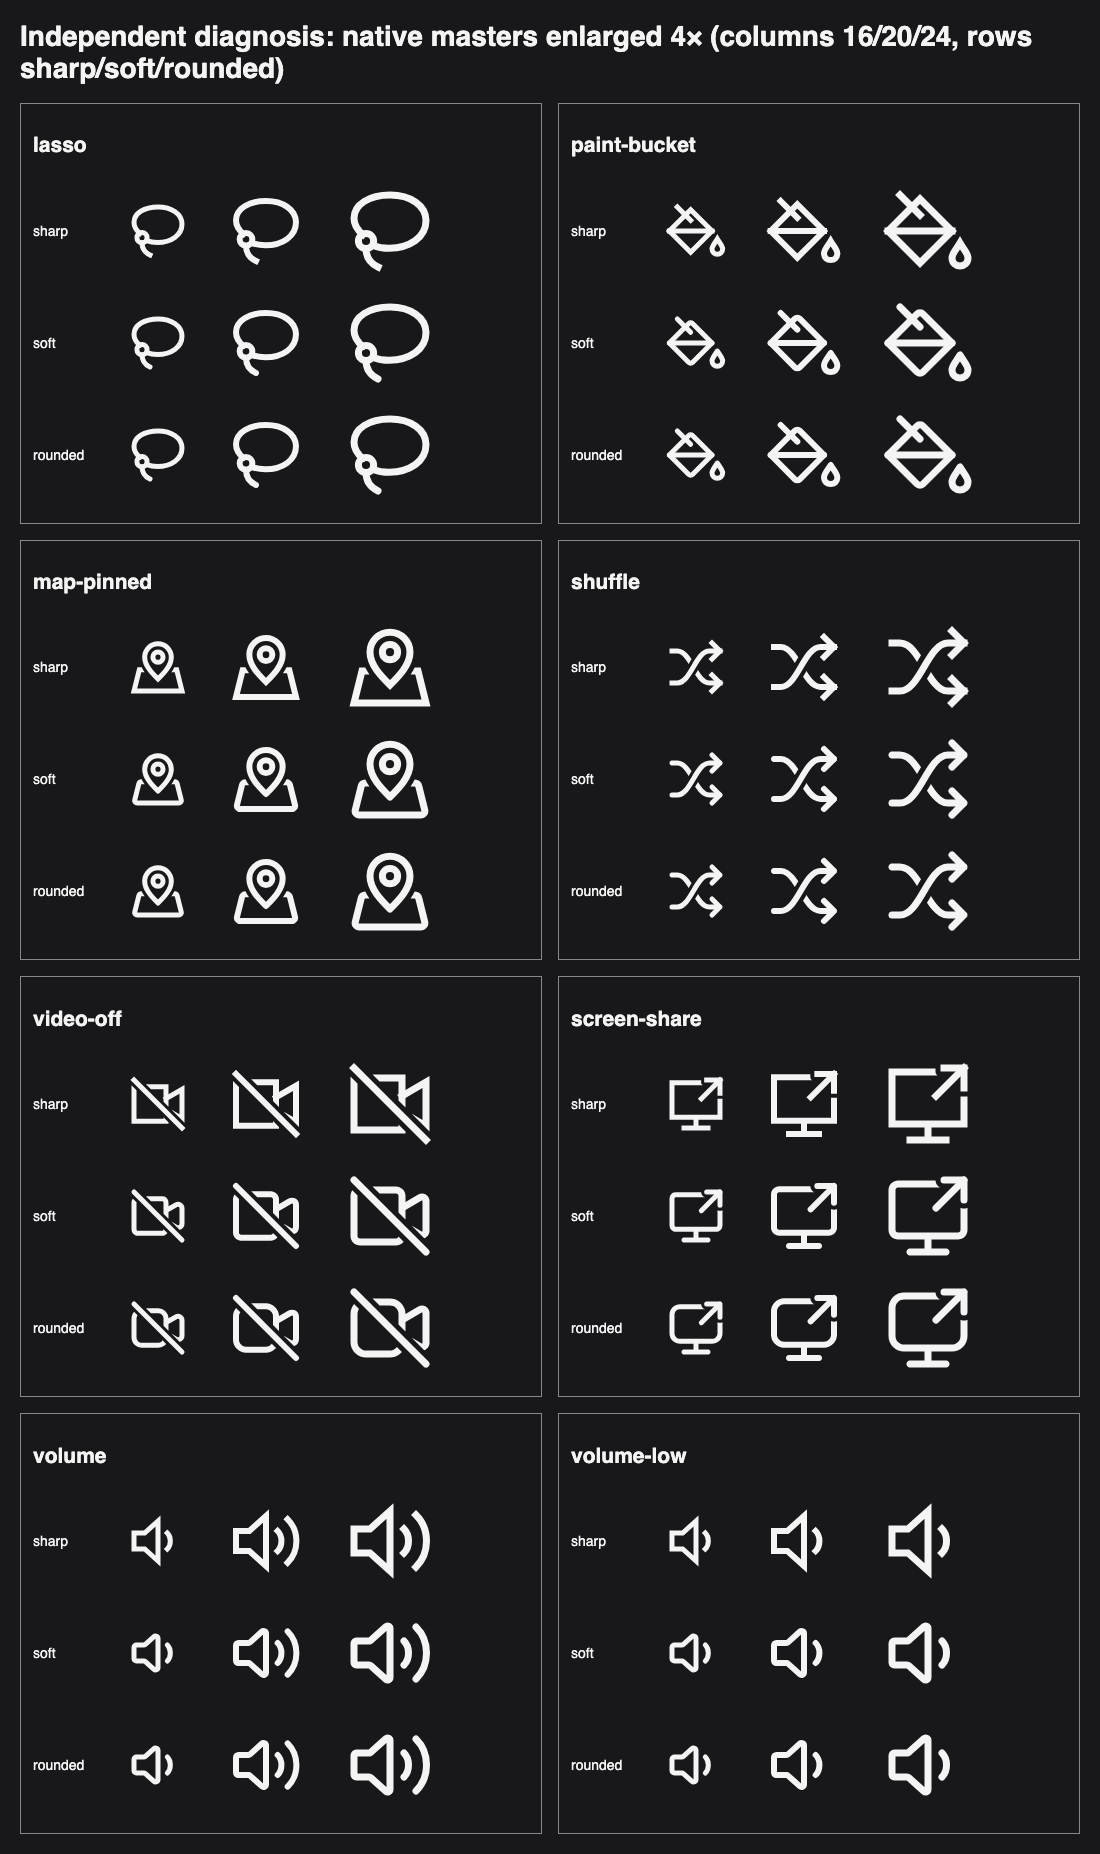 Independent diagnosis: native masters enlarged 4× (columns 16/20/24, rows
sharp/soft/rounded)
lasso
sharp
soft
rounded
paint-bucket
sharp
soft
rounded
map-pinned
sharp
soft
rounded
shuffle
sharp
soft
rounded
video-off
sharp
soft
rounded
screen-share
sharp
soft
rounded
volume
sharp
soft
rounded
volume-low
sharp
soft
rounded